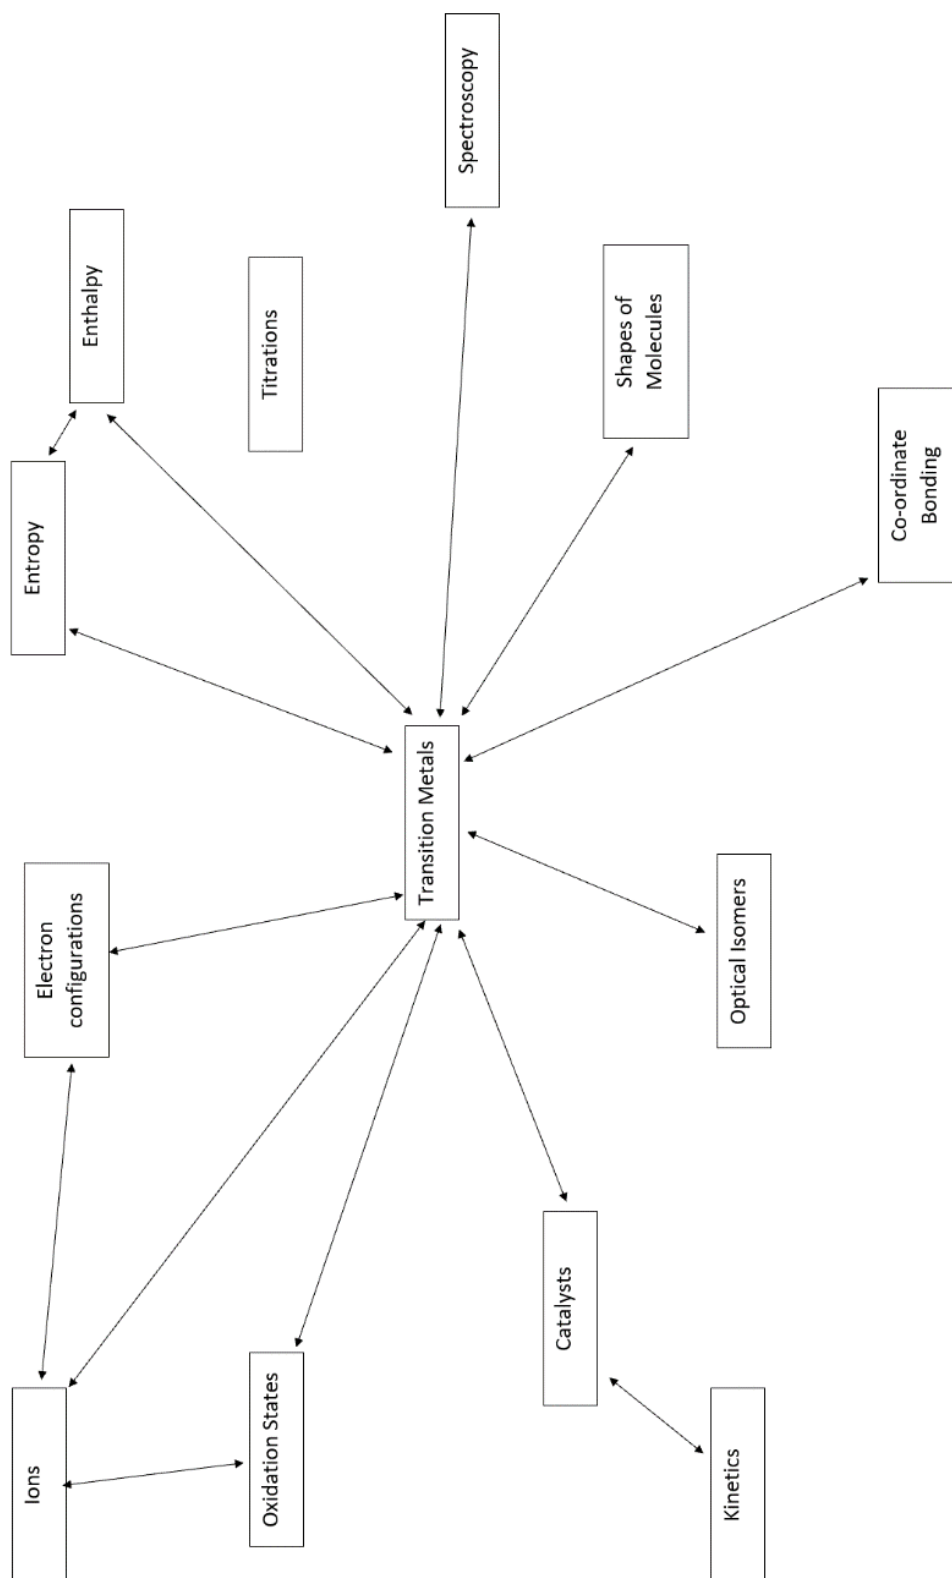 Ions
Electron
configurations
Entropy
Enthalpy
Oxidation States
Titrations
Transition Metals
Spectroscopy
Catalysts
Shapes of
Molecules
Kinetics
Optical Isomers
Co-ordinate
Bonding